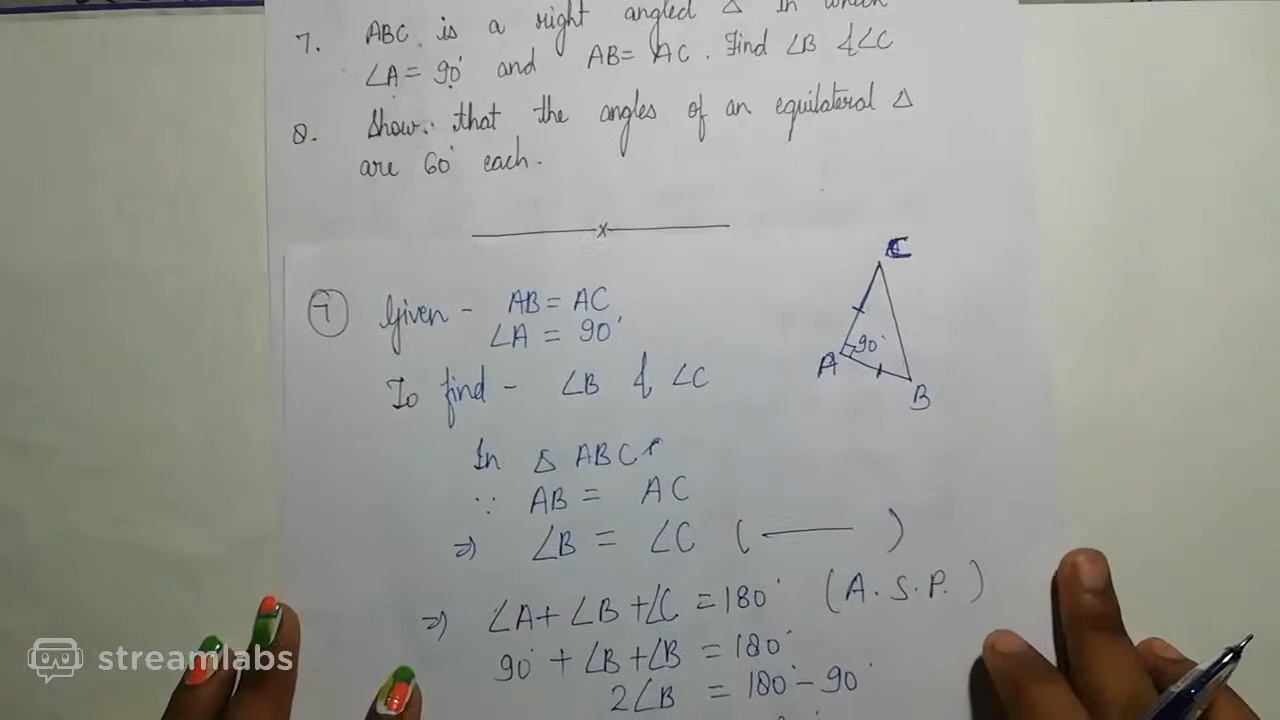 7. ABC is a right angled △ in which
∠A = 90° and AB = AC. Find ∠B & ∠C
8. Show that the angles of an equilateral △
are 60° each.
x
C
7 Given - AB = AC
∠A = 90°
90°
A
B
To find - ∠B & ∠C
In △ ABC
∵ AB = AC
⇒ ∠B = ∠C ( —— )
⇒ ∠A + ∠B + ∠C = 180° (A.S.P.)
90° + ∠B + ∠B = 180°
2∠B = 180° - 90°
streamlabs